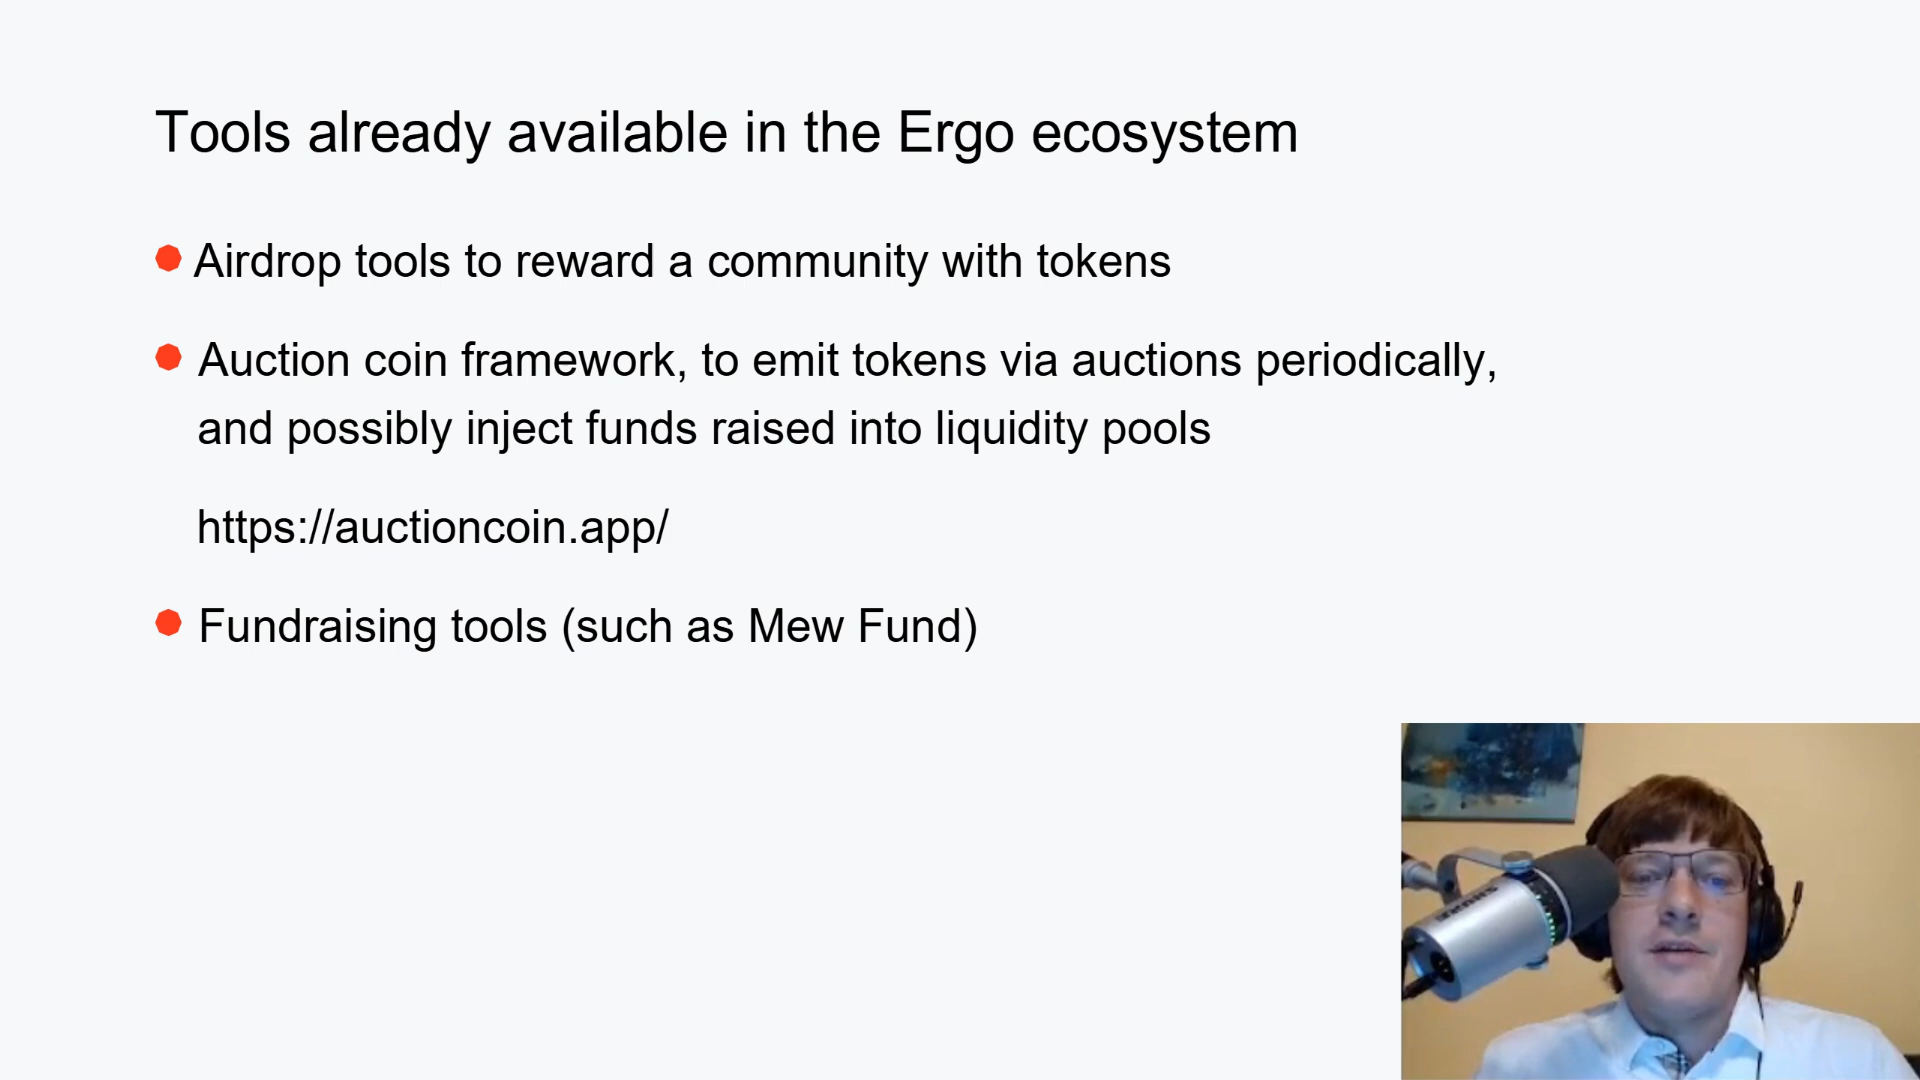 Tools already available in the Ergo ecosystem
Airdrop tools to reward a community with tokens
Auction coin framework, to emit tokens via auctions periodically,
and possibly inject funds raised into liquidity pools
https://auctioncoin.app/
Fundraising tools (such as Mew Fund)
SHURE